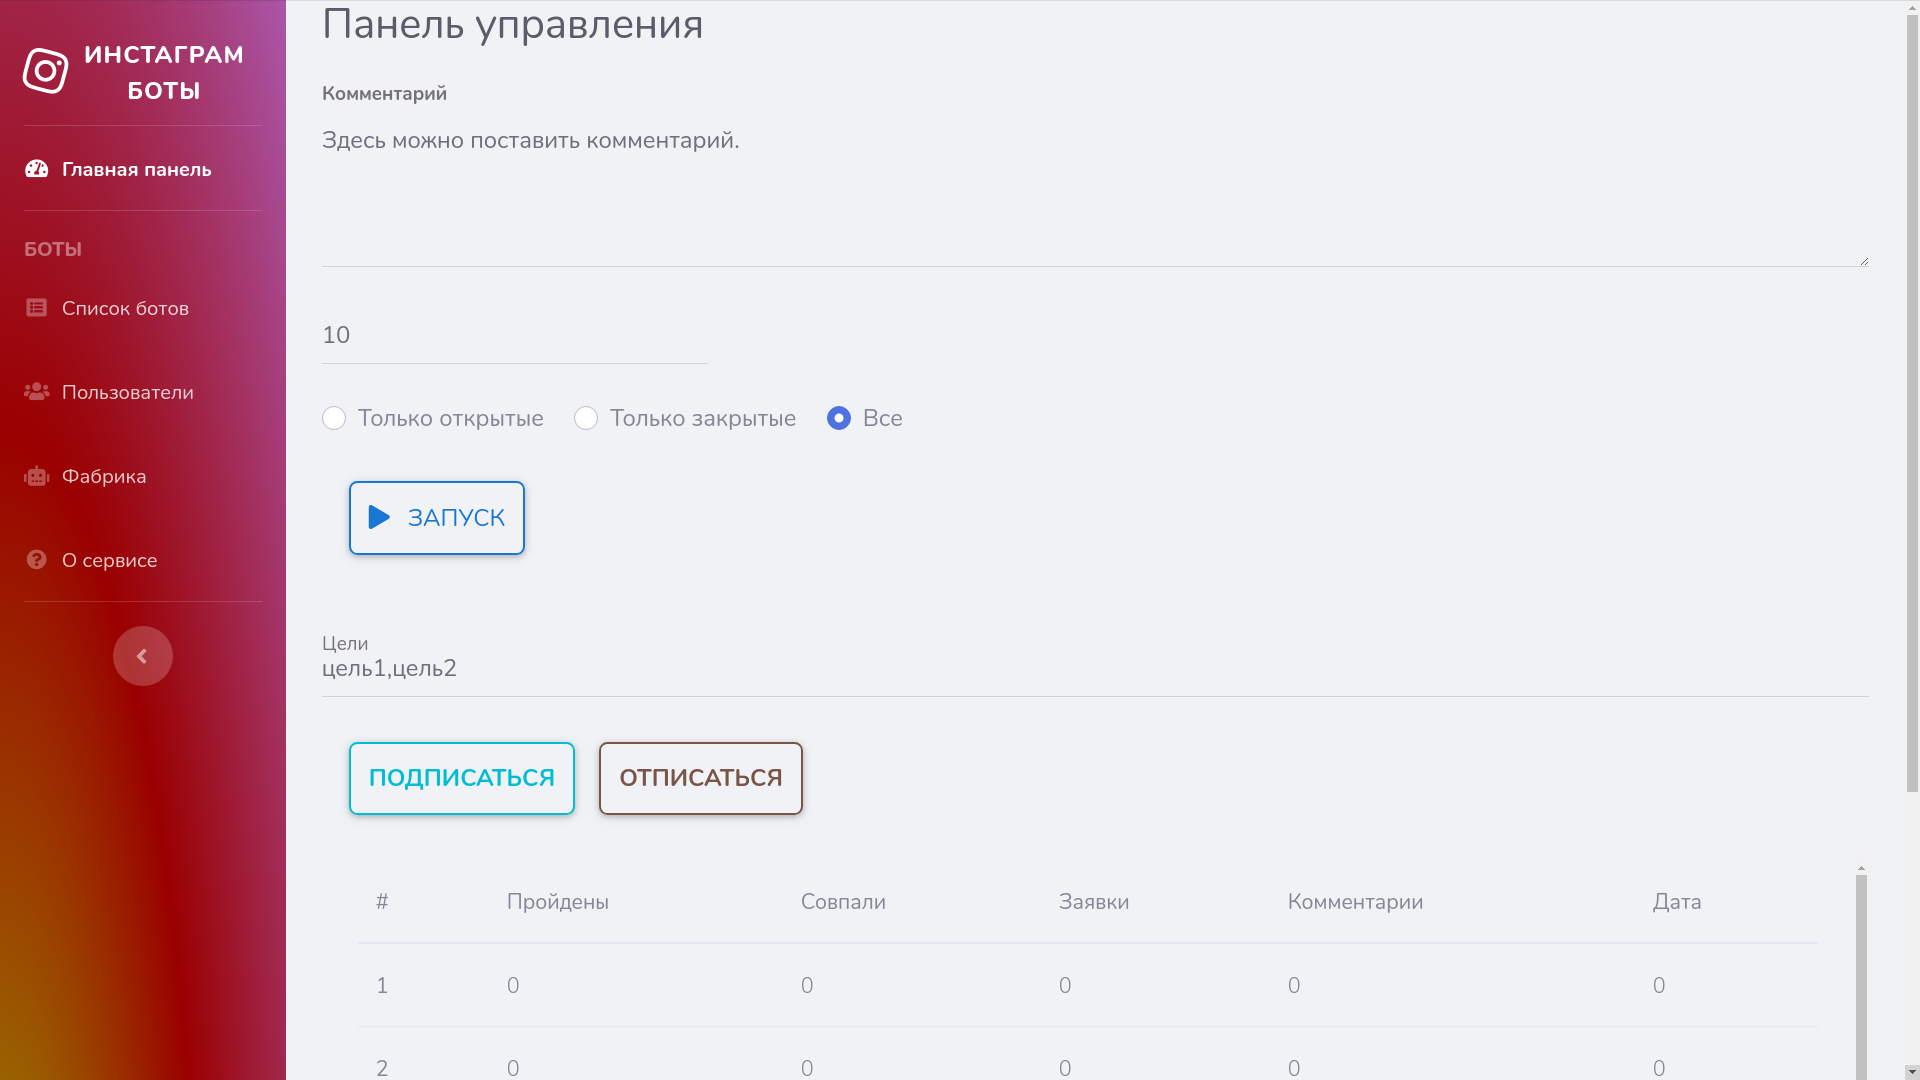 ИНСТАГРАМ
БОТЫ
Главная панель
БОТЫ
Список ботов
Пользователи
Фабрика
О сервисе
Панель управления
Комментарий
Здесь можно поставить комментарий.
10
Только открытые Только закрытые Все
ЗАПУСК
Цели
цель1,цель2
ПОДПИСАТЬСЯ ОТПИСАТЬСЯ
# Пройдены Совпали Заявки Комментарии Дата
1 0 0 0 0 0
2 0 0 0 0 0